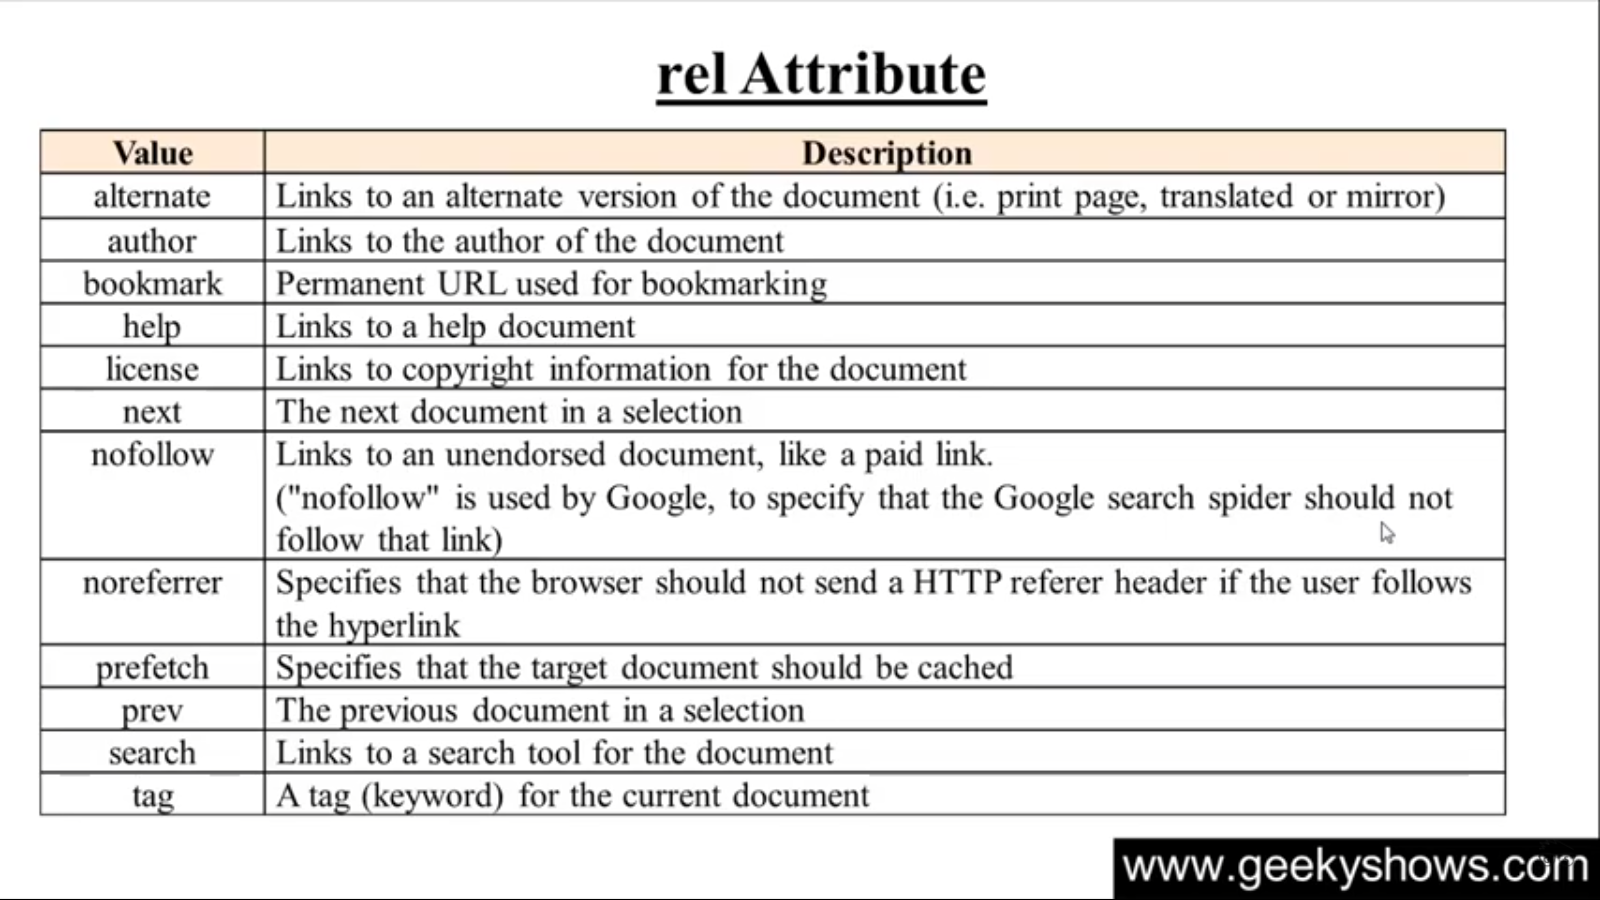 rel Attribute
Value Description
alternate Links to an alternate version of the document (i.e. print page, translated or mirror)
author Links to the author of the document
bookmark Permanent URL used for bookmarking
help Links to a help document
license Links to copyright information for the document
next The next document in a selection
nofollow Links to an unendorsed document, like a paid link.
("nofollow" is used by Google, to specify that the Google search spider should not
follow that link)
noreferrer Specifies that the browser should not send a HTTP referer header if the user follows
the hyperlink
prefetch Specifies that the target document should be cached
prev The previous document in a selection
search Links to a search tool for the document
tag A tag (keyword) for the current document
www.geekyshows.com